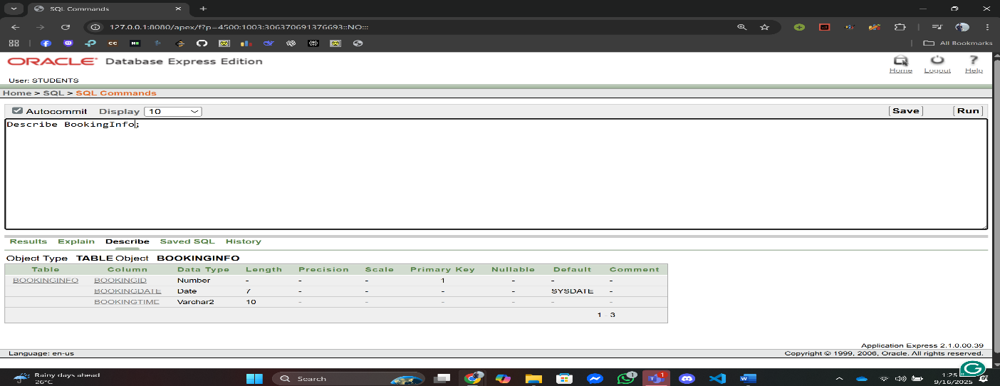 SQL Commands
127.0.0.1:8080/apex/f?p=4500:1003:306370691376693::NO:::
All Bookmarks
ORACLE Database Express Edition
Home Logout Help
User: STUDENTS
Home > SQL > SQL Commands
Autocommit Display 10 Save Run
Describe BookingInfo;
Results Explain Describe Saved SQL History
Object Type TABLE Object BOOKINGINFO
Table Column Data Type Length Precision Scale Primary Key Nullable Default Comment
BOOKINGINFO BOOKINGID Number - - - 1 - - -
BOOKINGDATE Date 7 - - - - SYSDATE -
BOOKINGTIME Varchar2 10 - - - - - -
1 - 3
Application Express 2.1.0.00.39
Language: en-us Copyright © 1999, 2006, Oracle. All rights reserved.
Rainy days ahead
26°C
Search
1:25
9/16/2025